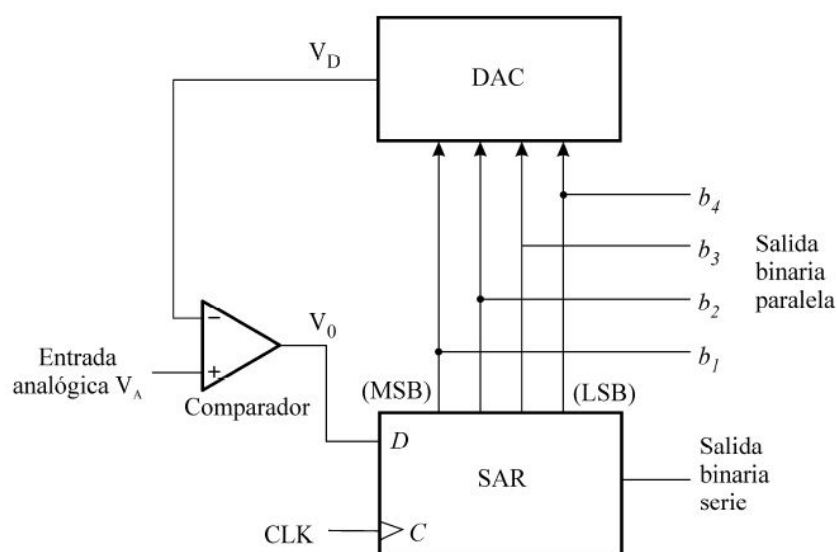 V_D
DAC
b_4
b_3
Salida
binaria
paralela
b_2
b_1
−
+
V_0
Entrada
analógica V_A
Comparador
(MSB)
(LSB)
D
SAR
Salida
binaria
serie
CLK
C